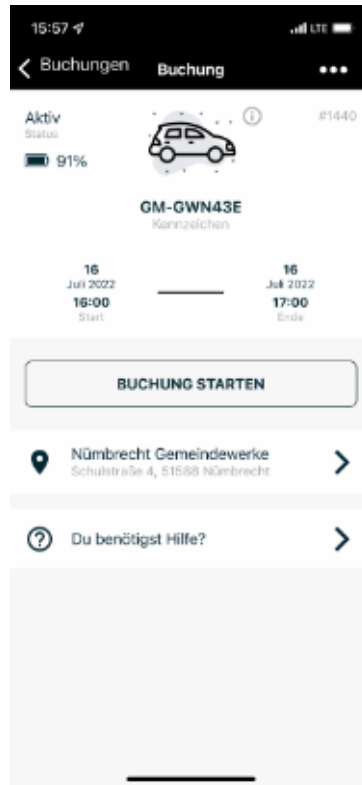 15:57
LTE
Buchungen
Buchung
Aktiv
#1440
Status
91%
GM-GWN43E
Kennzeichen
16
Juli 2022
16:00
Start
16
Juli 2022
17:00
Ende
BUCHUNG STARTEN
Nümbrecht Gemeindewerke
Schulstraße 4, 51588 Nümbrecht
Du benötigst Hilfe?